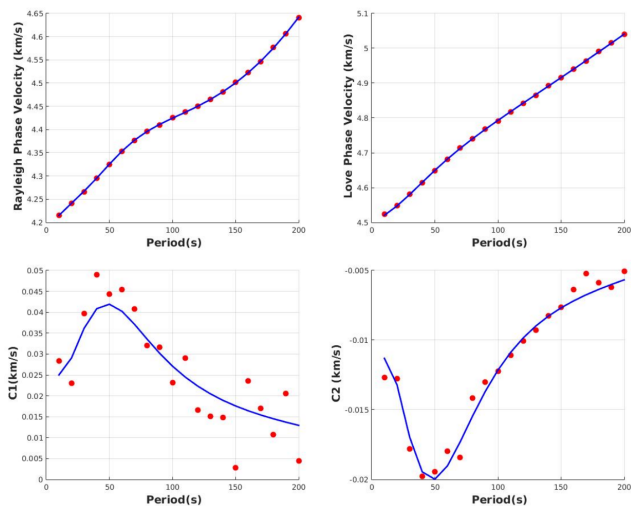 4.65
4.6
4.55
4.5
4.45
4.4
4.35
4.3
4.25
4.2
Rayleigh Phase Velocity (km/s)
0 50 100 150 200
Period(s)
5.1
5
4.9
4.8
4.7
4.6
4.5
Love Phase Velocity (km/s)
0 50 100 150 200
Period(s)
0.05
0.045
0.04
0.035
0.03
0.025
0.02
0.015
0.01
0.005
0
C1(km/s)
0 50 100 150 200
Period(s)
-0.005
-0.01
-0.015
-0.02
C2 (km/s)
0 50 100 150 200
Period(s)